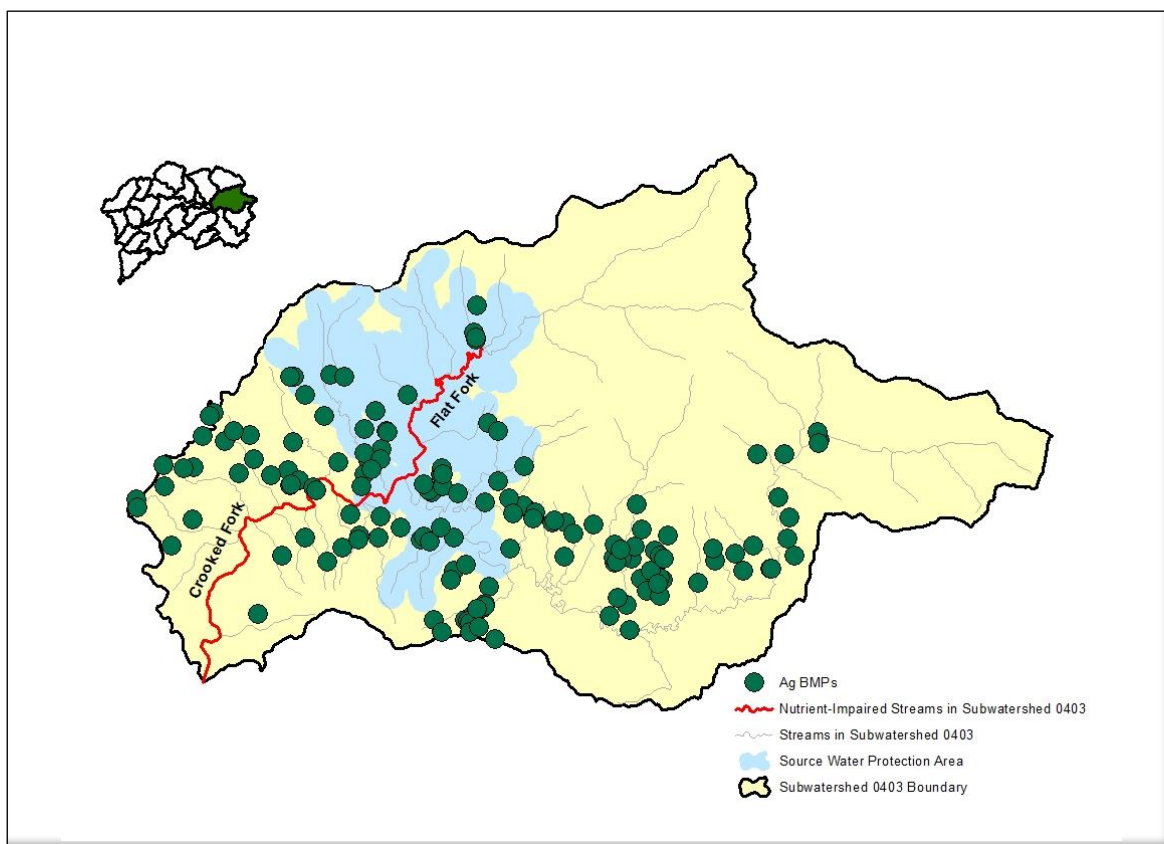 Flat Fork
Crooked Fork
Ag BMPs
Nutrient-Impaired Streams in Subwatershed 0403
Streams in Subwatershed 0403
Source Water Protection Area
Subwatershed 0403 Boundary